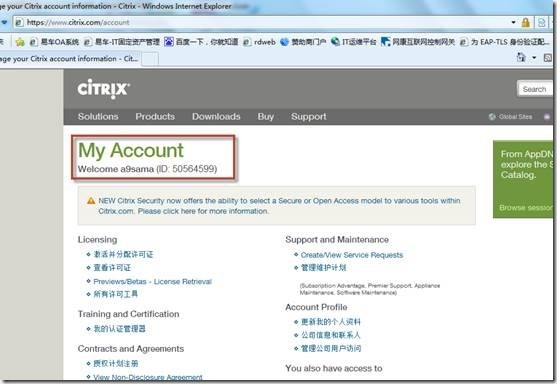 age your Citrix account information - Citrix - Windows Internet Explorer
https://www.citrix.com/account
易车OA系统 易车-IT固定资产管理 百度一下，你就知道 rdweb 赞助商门户 IT运维平台 网康互联网控制网关 为 EAP-TLS 身份验证配...
age your Citrix account information - Cit...
CITRIX
Search
Solutions Products Downloads Buy Support
Global Sites
My Account
Welcome a9sama (ID: 50564599)
From AppDN
explore the S
Catalog.
Browse session
NEW Citrix Security now offers the ability to select a Secure or Open Access model to various tools within
Citrix.com. Please click here for more information.
Licensing
激活并分配许可证
查看许可证
Previews/Betas - License Retrieval
所有许可工具
Training and Certification
我的认证管理器
Contracts and Agreements
授权计划注册
View Non-Disclosure Agreement
Support and Maintenance
Create/View Service Requests
管理维护计划
(Subscription Advantage, Premier Support, Appliance
Maintenance, Software Maintenance)
Account Profile
更新我的个人资料
公司信息和联系人
管理公司用户访问
You also have access to